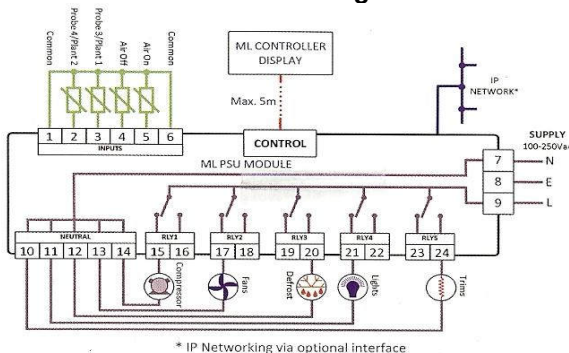 Common
Probe 4/Plant 2
Probe 3/Plant 1
Air Off
Air On
Common
ML CONTROLLER
DISPLAY
IP
NETWORK*
Max. 5m
1 2 3 4 5 6
INPUTS
CONTROL
SUPPLY
100-250Vac
ML PSU MODULE
7 N
8 E
9 L
NEUTRAL RLY1 RLY2 RLY3 RLY4 RLY5
10 11 12 13 14 15 16 17 18 19 20 21 22 23 24
Compressor
Fans
Defrost
Lights
Trims
* IP Networking via optional interface